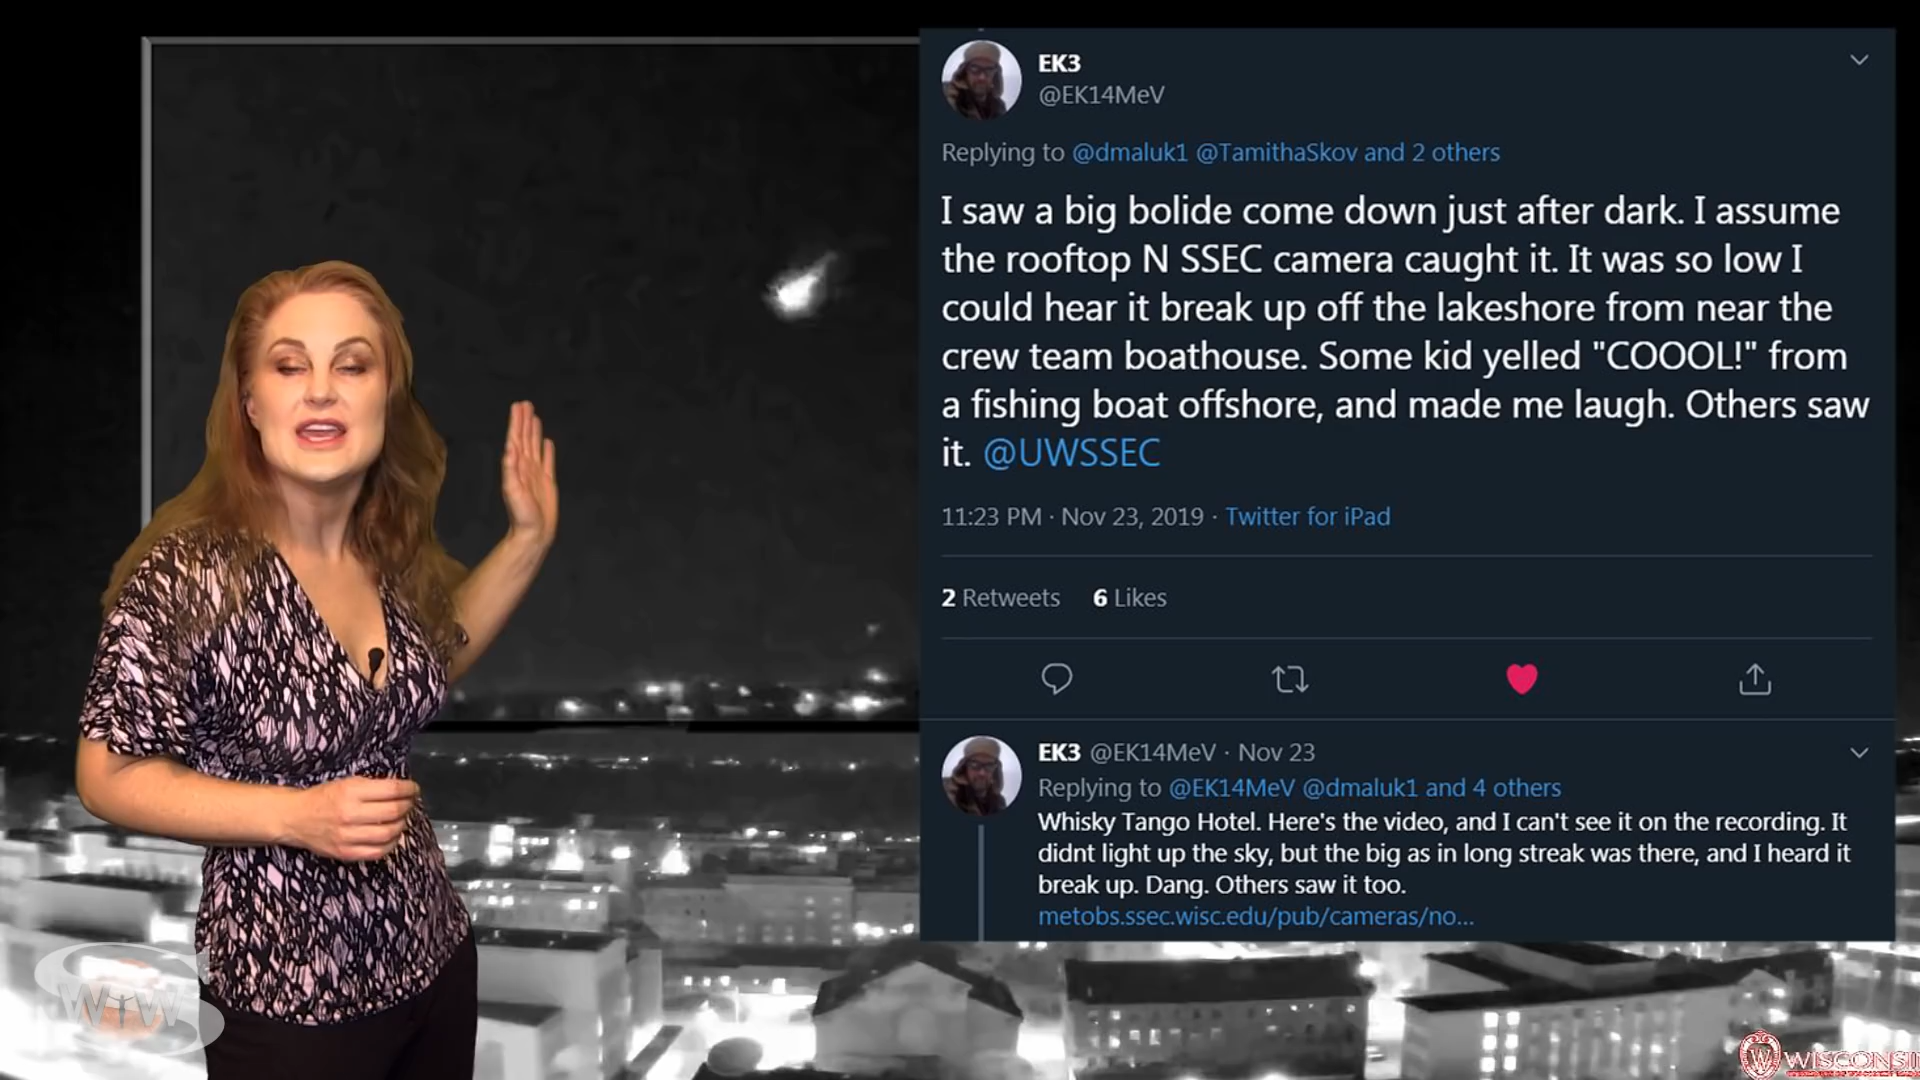 EK3
@EK14MeV
Replying to @dmaluk1 @TamithaSkov and 2 others
I saw a big bolide come down just after dark. I assume
the rooftop N SSEC camera caught it. It was so low I
could hear it break up off the lakeshore from near the
crew team boathouse. Some kid yelled "COOOL!" from
a fishing boat offshore, and made me laugh. Others saw
it. @UWSSEC
11:23 PM · Nov 23, 2019 · Twitter for iPad
2 Retweets 6 Likes
EK3 @EK14MeV · Nov 23
Replying to @EK14MeV @dmaluk1 and 4 others
Whisky Tango Hotel. Here's the video, and I can't see it on the recording. It
didnt light up the sky, but the big as in long streak was there, and I heard it
break up. Dang. Others saw it too.
metobs.ssec.wisc.edu/pub/cameras/no...
WTW
W WISCONSIN